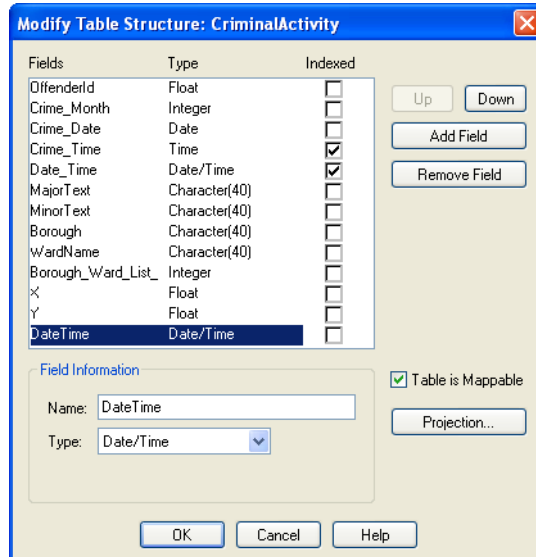 Modify Table Structure: CriminalActivity
Fields Type Indexed
OffenderId Float
Crime_Month Integer
Crime_Date Date
Crime_Time Time
Date_Time Date/Time
MajorText Character(40)
MinorText Character(40)
Borough Character(40)
WardName Character(40)
Borough_Ward_List_ Integer
X Float
Y Float
DateTime Date/Time
Up Down
Add Field
Remove Field
Field Information
Name: DateTime
Type: Date/Time
Table is Mappable
Projection...
OK Cancel Help